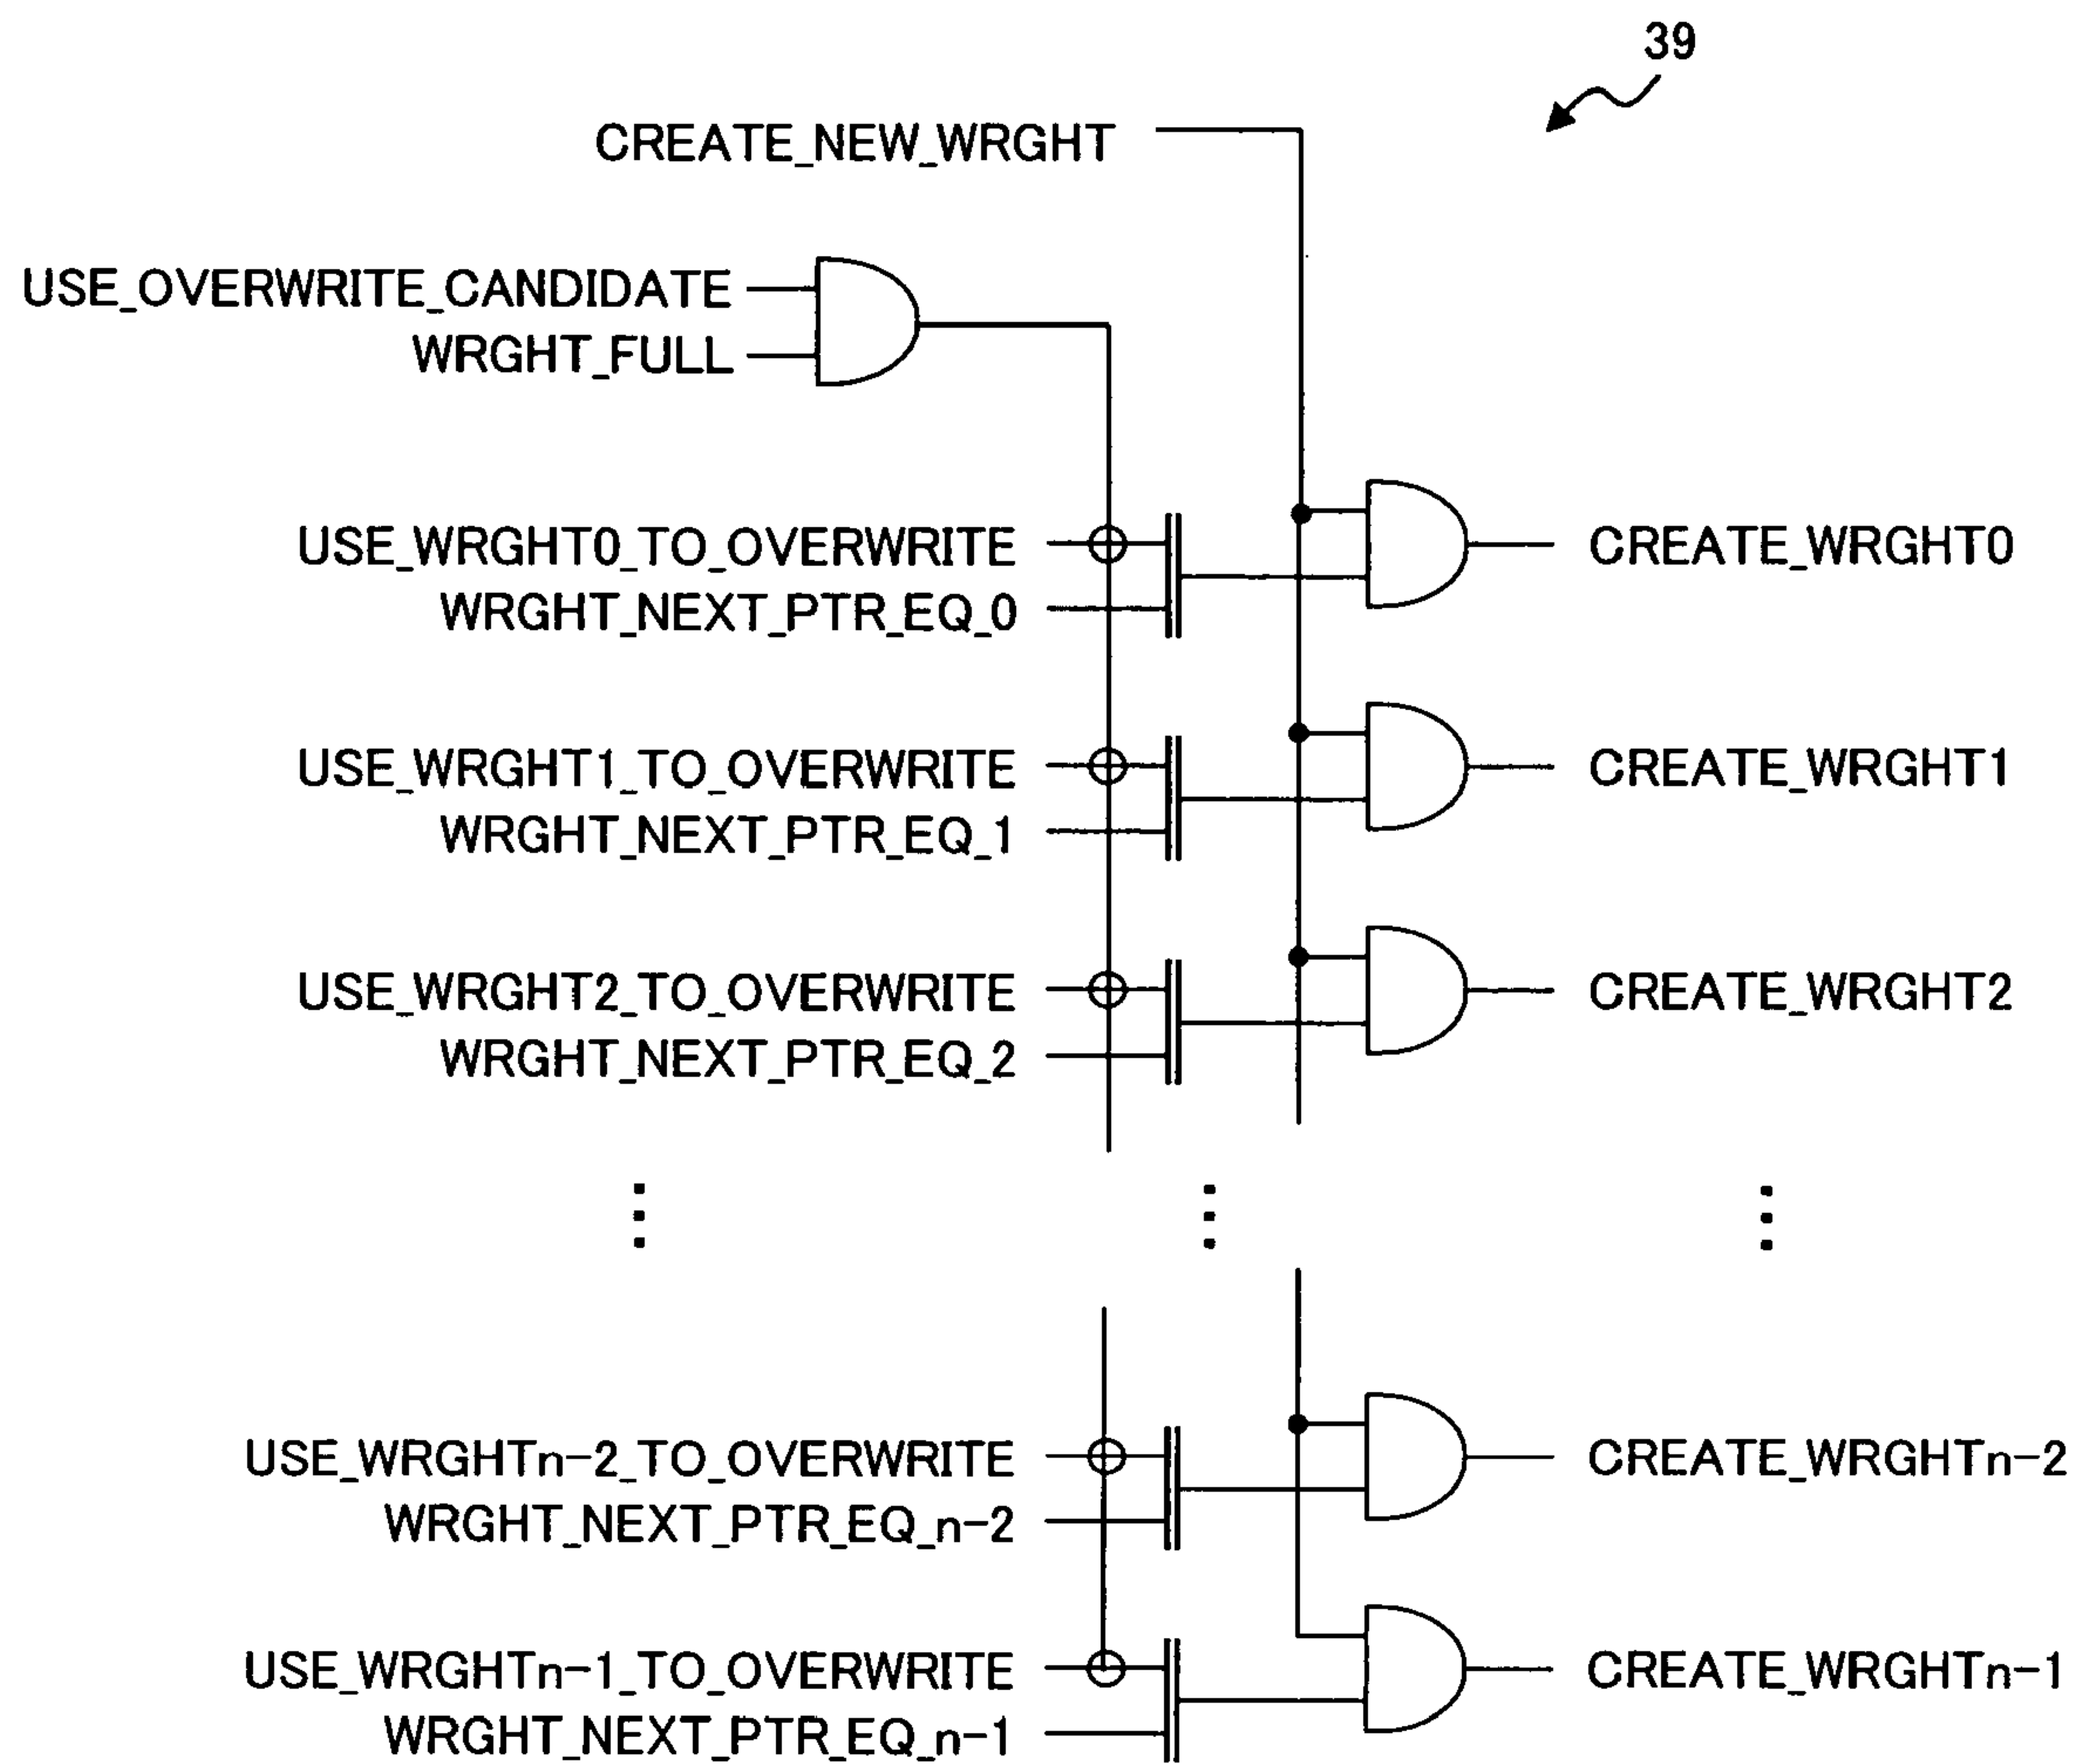 39
CREATE_NEW_WRGHT
USE_OVERWRITE_CANDIDATE
WRGHT_FULL
USE_WRGHT0_TO_OVERWRITE
CREATE_WRGHT0
WRGHT_NEXT_PTR_EQ_0
USE_WRGHT1_TO_OVERWRITE
CREATE_WRGHT1
WRGHT_NEXT_PTR_EQ_1
USE_WRGHT2_TO_OVERWRITE
CREATE_WRGHT2
WRGHT_NEXT_PTR_EQ_2
USE_WRGHTn-2_TO_OVERWRITE
CREATE_WRGHTn-2
WRGHT_NEXT_PTR_EQ_n-2
USE_WRGHTn-1_TO_OVERWRITE
CREATE_WRGHTn-1
WRGHT_NEXT_PTR_EQ_n-1